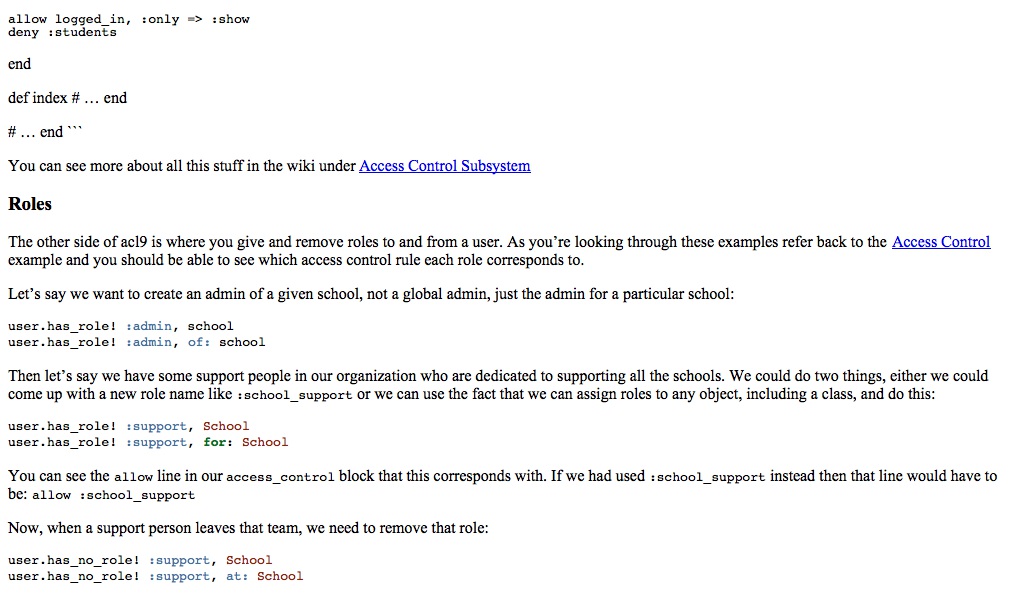 allow logged_in, :only => :show
deny :students
end
def index # … end
# … end ```
You can see more about all this stuff in the wiki under Access Control Subsystem
Roles
The other side of acl9 is where you give and remove roles to and from a user. As you’re looking through these examples refer back to the Access Control
example and you should be able to see which access control rule each role corresponds to.
Let’s say we want to create an admin of a given school, not a global admin, just the admin for a particular school:
user.has_role! :admin, school
user.has_role! :admin, of: school
Then let’s say we have some support people in our organization who are dedicated to supporting all the schools. We could do two things, either we could
come up with a new role name like :school_support or we can use the fact that we can assign roles to any object, including a class, and do this:
user.has_role! :support, School
user.has_role! :support, for: School
You can see the allow line in our access_control block that this corresponds with. If we had used :school_support instead then that line would have to
be: allow :school_support
Now, when a support person leaves that team, we need to remove that role:
user.has_no_role! :support, School
user.has_no_role! :support, at: School